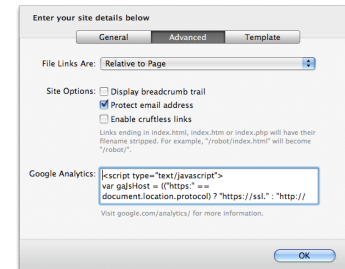 Enter your site details below
General Advanced Template
File Links Are: Relative to Page
Site Options: Display breadcrumb trail
Protect email address
Enable cruftless links
Links ending in index.html, index.htm or index.php will have their
filename stripped. For example, "/robot/index.html" will become
"/robot/".
Google Analytics: <script type="text/javascript">
var gaJsHost = (("https:" ==
document.location.protocol) ? "https://ssl." : "http://
Visit google.com/analytics/ for more information.
OK